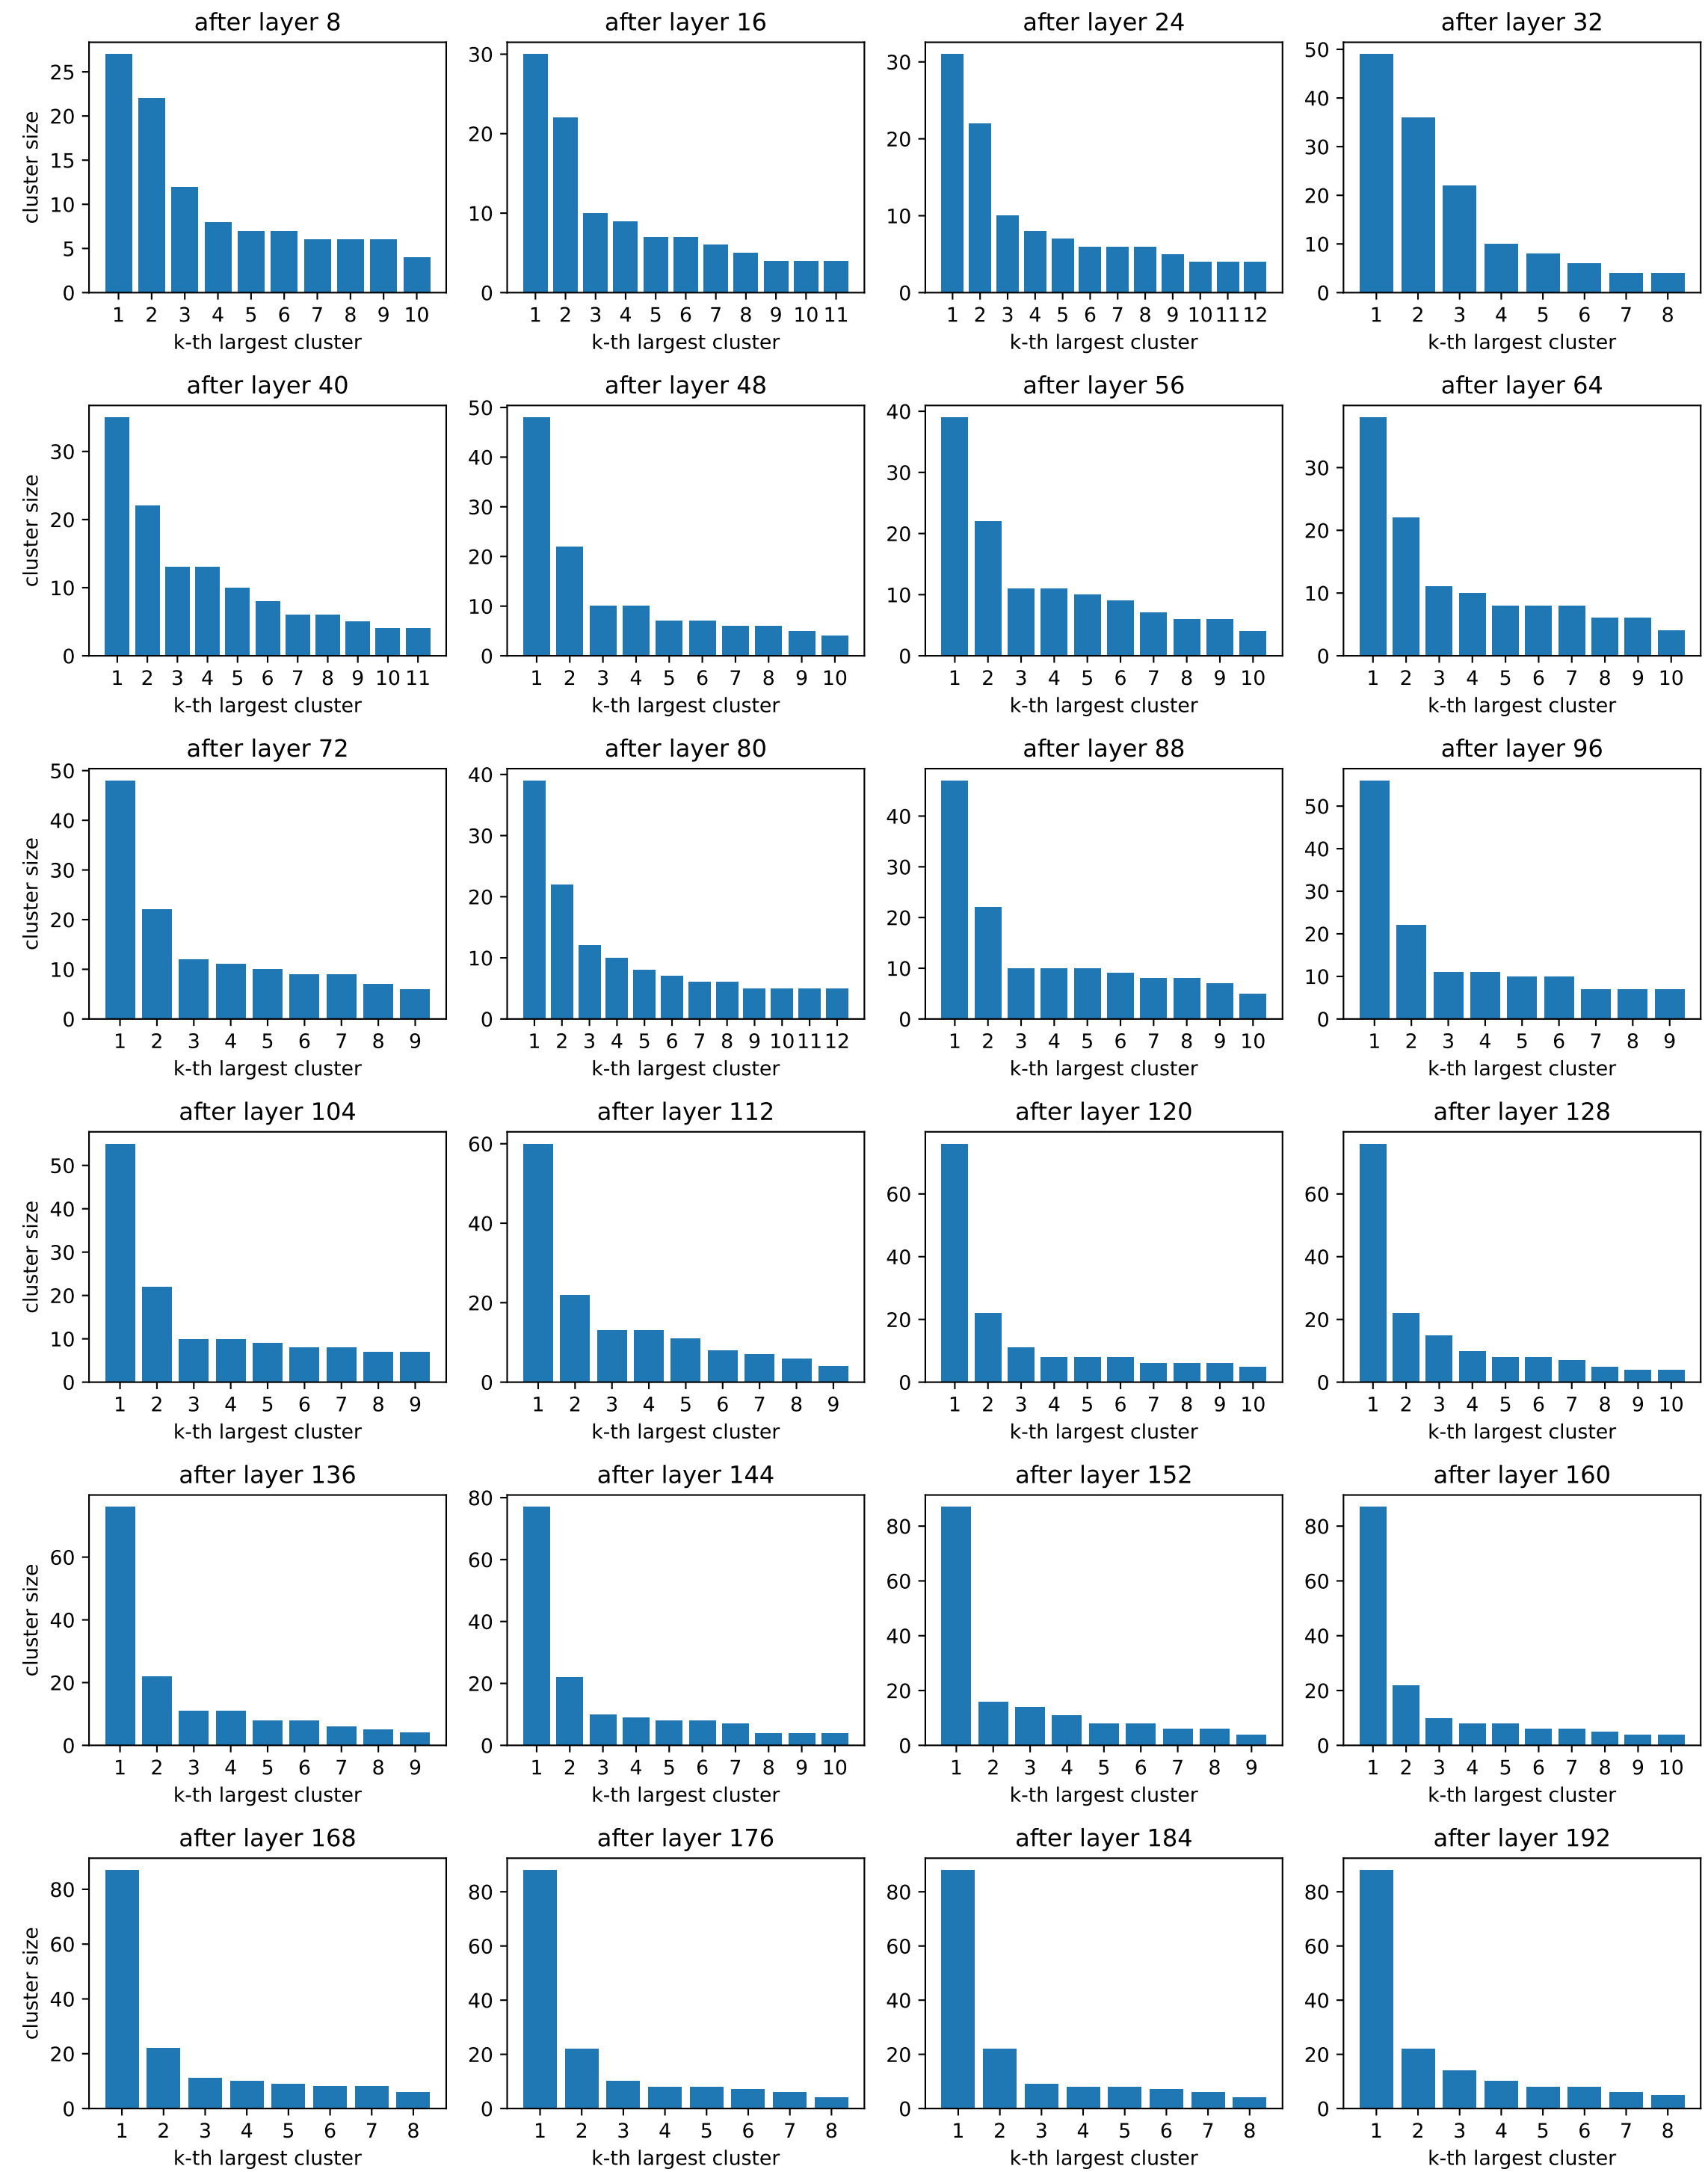 after layer 8
after layer 16
after layer 24
after layer 32
25
20
15
10
5
0
cluster size
1 2 3 4 5 6 7 8 9 10
k-th largest cluster
30
20
10
0
1 2 3 4 5 6 7 8 9 10 11
k-th largest cluster
30
20
10
0
1 2 3 4 5 6 7 8 9 10 11 12
k-th largest cluster
50
40
30
20
10
0
1 2 3 4 5 6 7 8
k-th largest cluster
after layer 40
after layer 48
after layer 56
after layer 64
30
20
10
0
cluster size
1 2 3 4 5 6 7 8 9 10 11
k-th largest cluster
50
40
30
20
10
0
1 2 3 4 5 6 7 8 9 10
k-th largest cluster
40
30
20
10
0
1 2 3 4 5 6 7 8 9 10
k-th largest cluster
30
20
10
0
1 2 3 4 5 6 7 8 9 10
k-th largest cluster
after layer 72
after layer 80
after layer 88
after layer 96
50
40
30
20
10
0
cluster size
1 2 3 4 5 6 7 8 9
k-th largest cluster
40
30
20
10
0
1 2 3 4 5 6 7 8 9 10 11 12
k-th largest cluster
40
30
20
10
0
1 2 3 4 5 6 7 8 9 10
k-th largest cluster
50
40
30
20
10
0
1 2 3 4 5 6 7 8 9
k-th largest cluster
after layer 104
after layer 112
after layer 120
after layer 128
50
40
30
20
10
0
cluster size
1 2 3 4 5 6 7 8 9
k-th largest cluster
60
40
20
0
1 2 3 4 5 6 7 8 9
k-th largest cluster
60
40
20
0
1 2 3 4 5 6 7 8 9 10
k-th largest cluster
60
40
20
0
1 2 3 4 5 6 7 8 9 10
k-th largest cluster
after layer 136
after layer 144
after layer 152
after layer 160
60
40
20
0
cluster size
1 2 3 4 5 6 7 8 9
k-th largest cluster
80
60
40
20
0
1 2 3 4 5 6 7 8 9 10
k-th largest cluster
80
60
40
20
0
1 2 3 4 5 6 7 8 9
k-th largest cluster
80
60
40
20
0
1 2 3 4 5 6 7 8 9 10
k-th largest cluster
after layer 168
after layer 176
after layer 184
after layer 192
80
60
40
20
0
cluster size
1 2 3 4 5 6 7 8
k-th largest cluster
80
60
40
20
0
1 2 3 4 5 6 7 8
k-th largest cluster
80
60
40
20
0
1 2 3 4 5 6 7 8
k-th largest cluster
80
60
40
20
0
1 2 3 4 5 6 7 8
k-th largest cluster